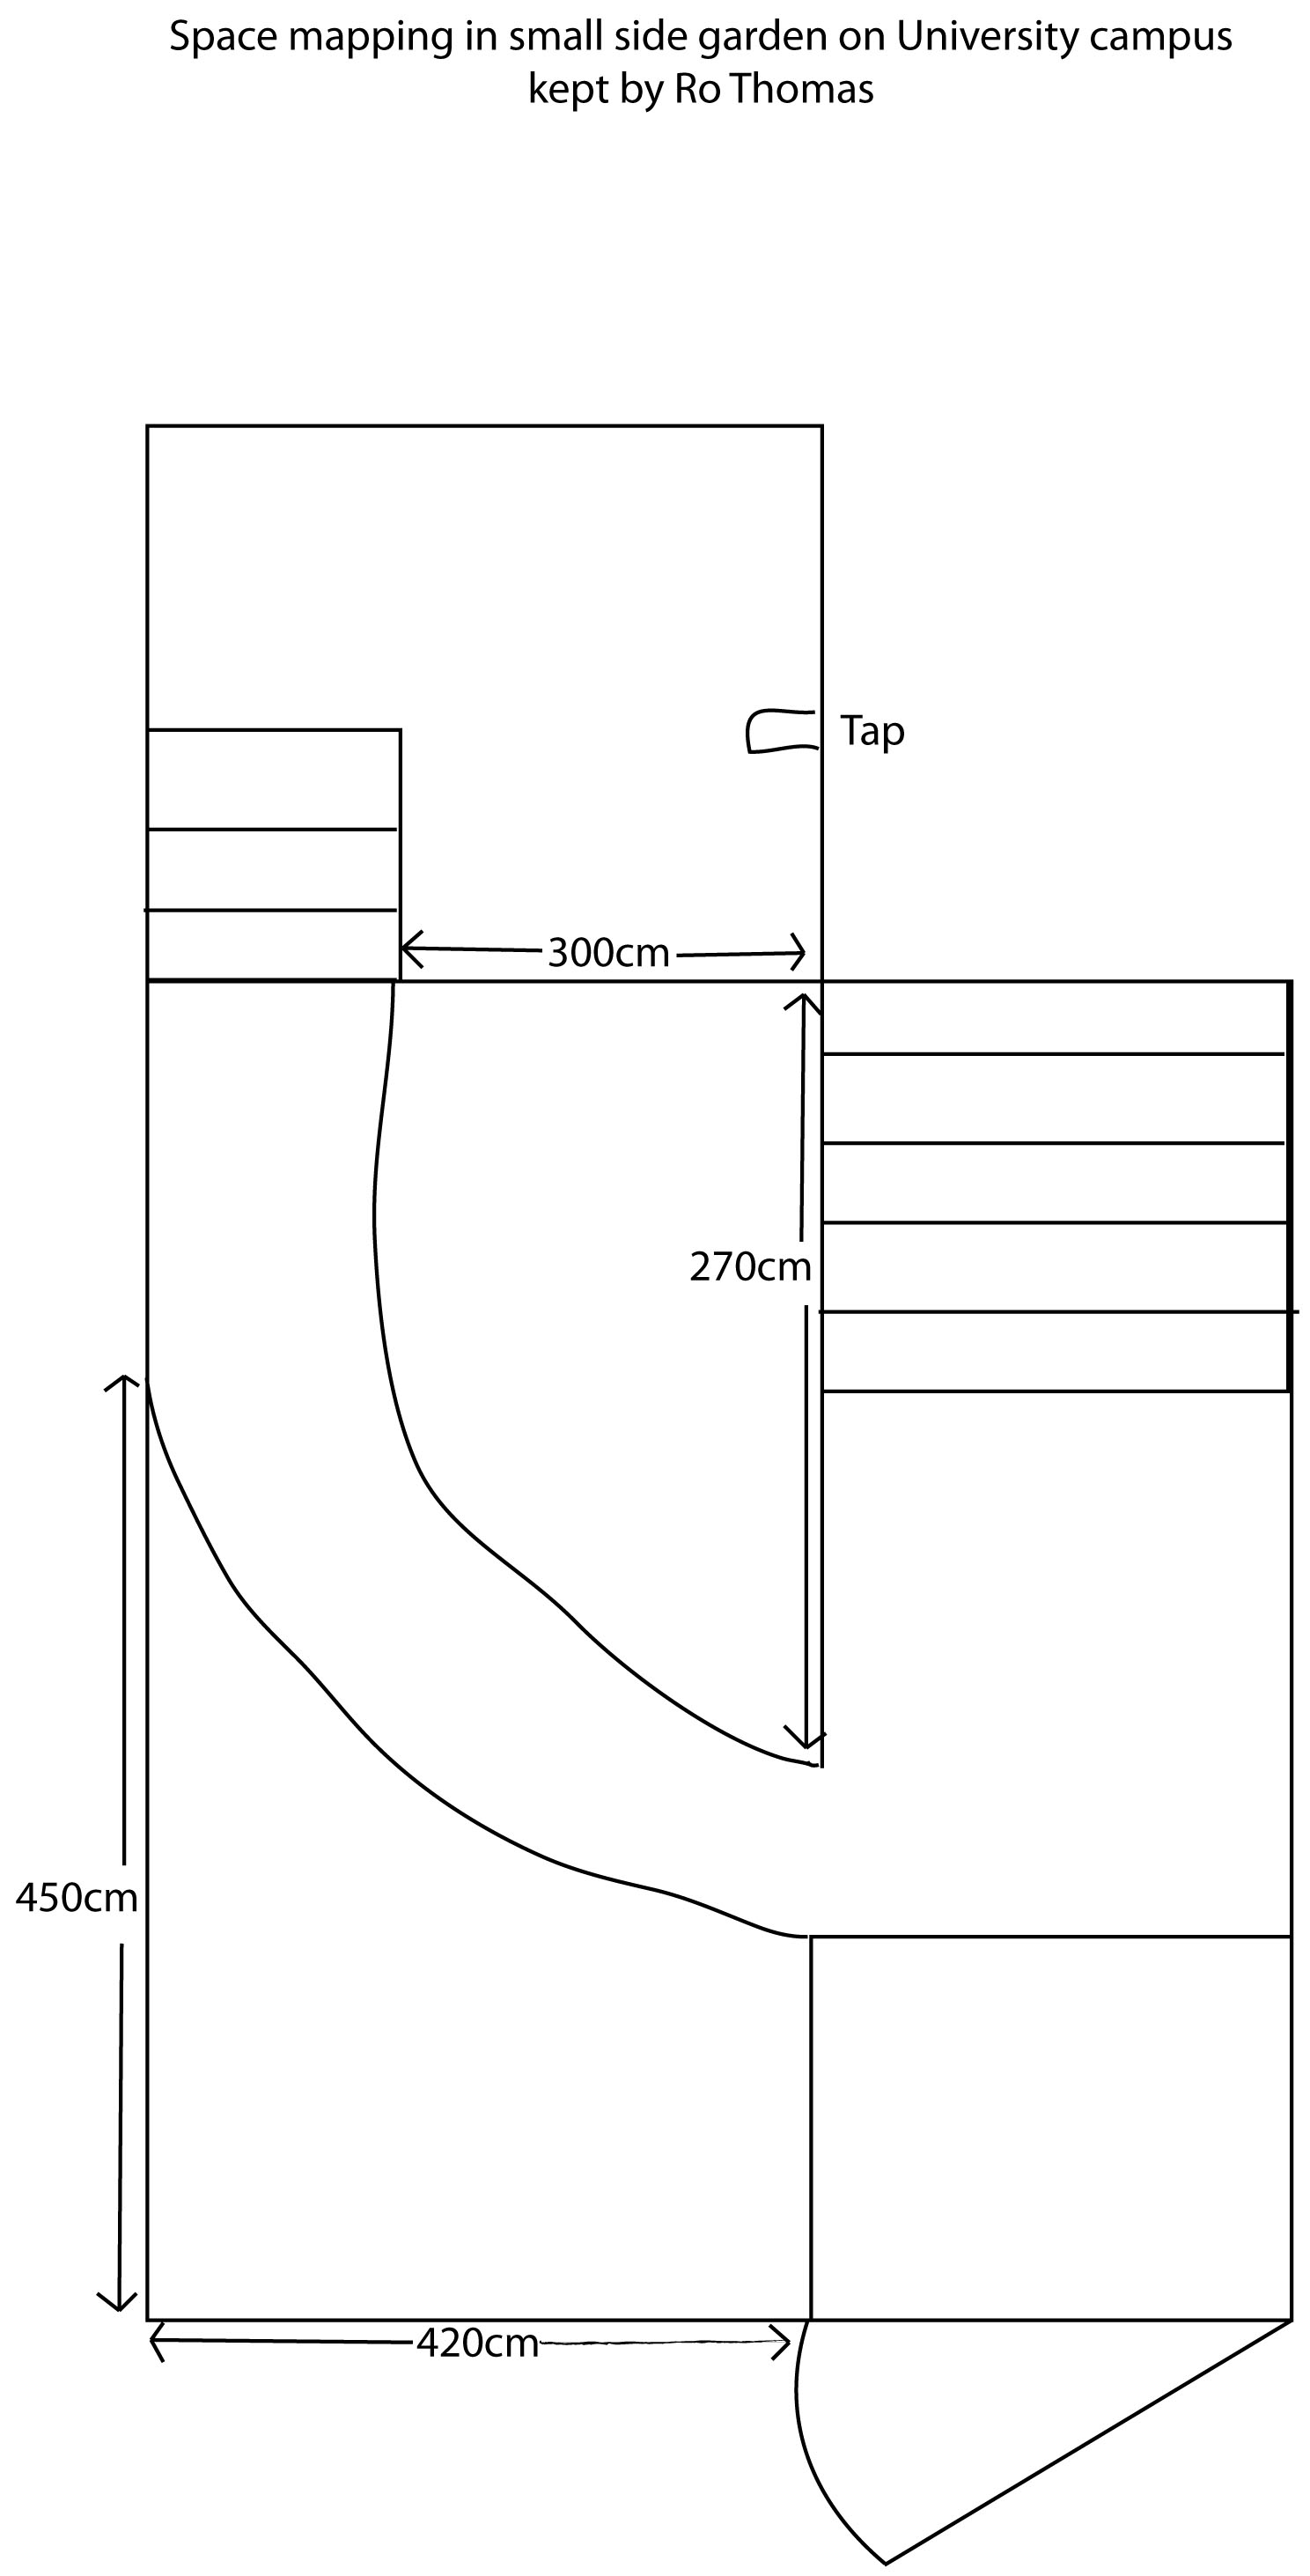 Space mapping in small side garden on University campus
kept by Ro Thomas
Tap
300cm
270cm
450cm
420cm